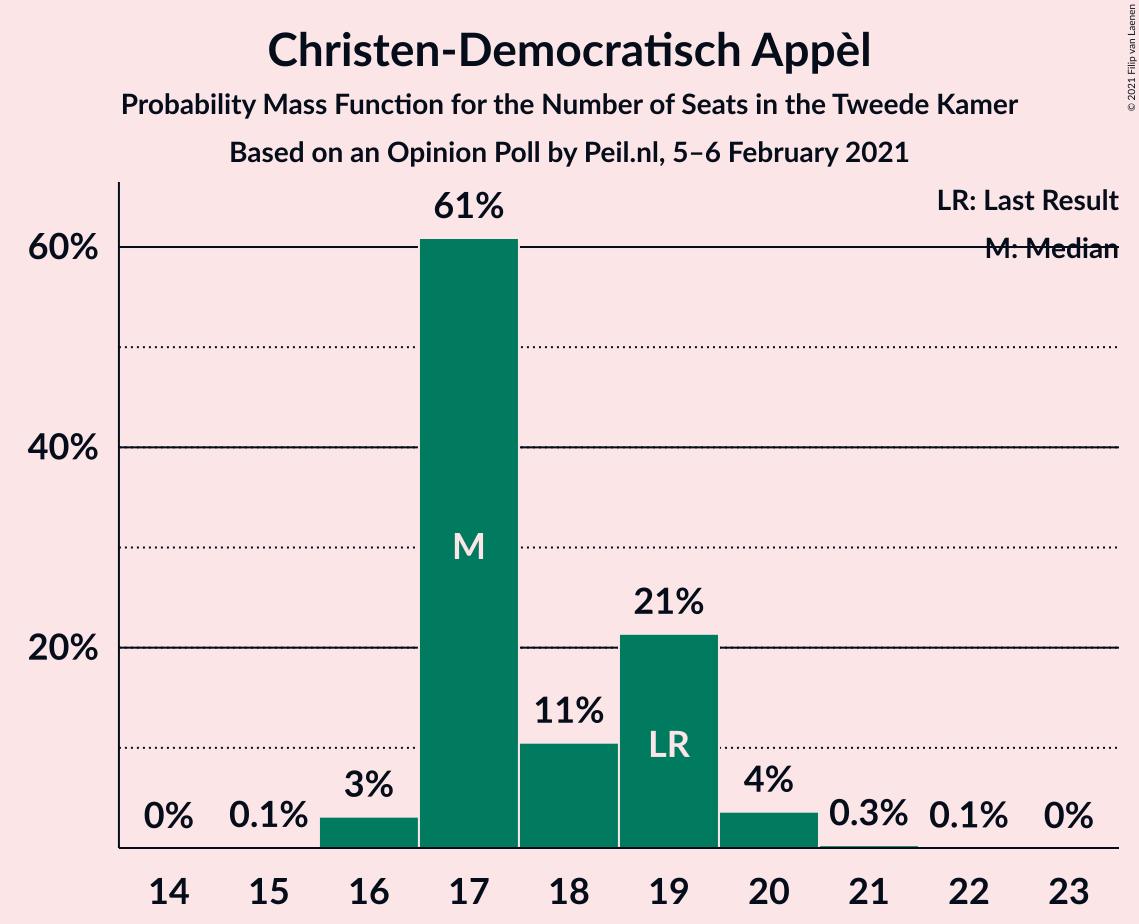 Christen-Democratisch Appèl
Probability Mass Function for the Number of Seats in the Tweede Kamer
Based on an Opinion Poll by Peil.nl, 5–6 February 2021
© 2021 Filip van Laenen
LR: Last Result
M: Median
60%
40%
20%
0%
0.1%
3%
61%
M
11%
21%
LR
4%
0.3%
0.1%
0%
14 15 16 17 18 19 20 21 22 23